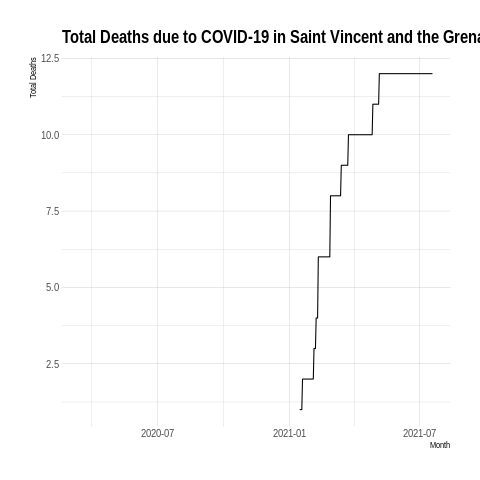 Total Deaths due to COVID-19 in Saint Vincent and the Grena
Total Deaths
12.5
10.0
7.5
5.0
2.5
2020-07
2021-01
2021-07
Month